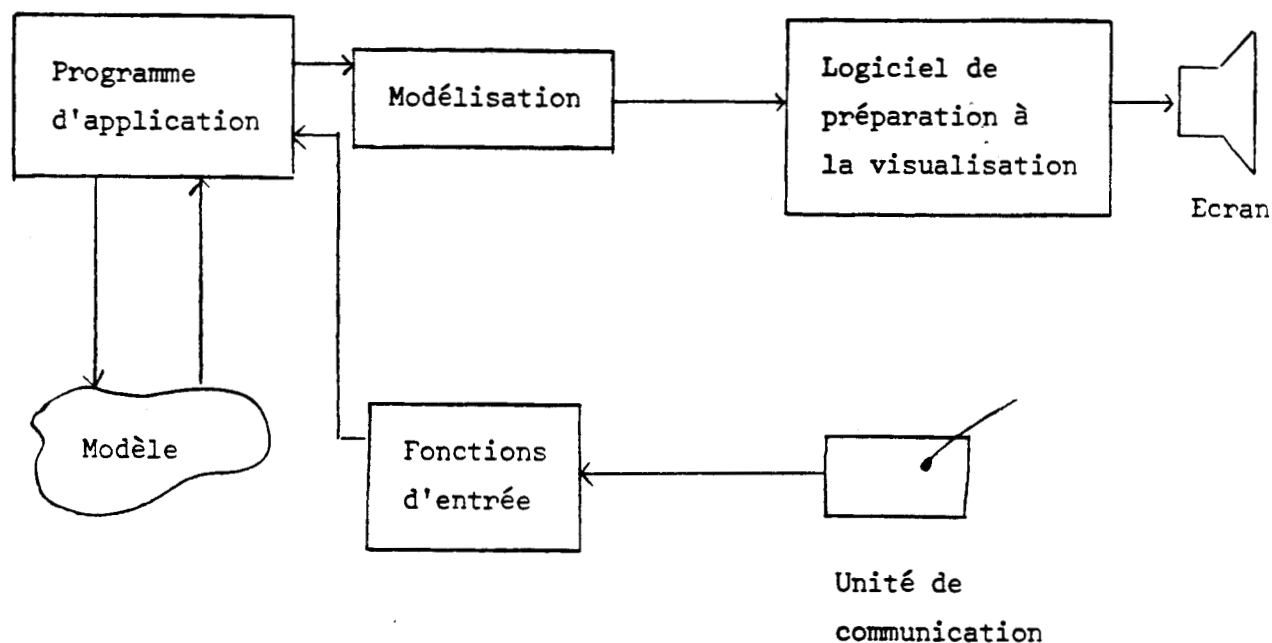 Programme
d'application
Modélisation
Logiciel de
préparation à
la visualisation
Ecran
Modèle
Fonctions
d'entrée
Unité de
communication